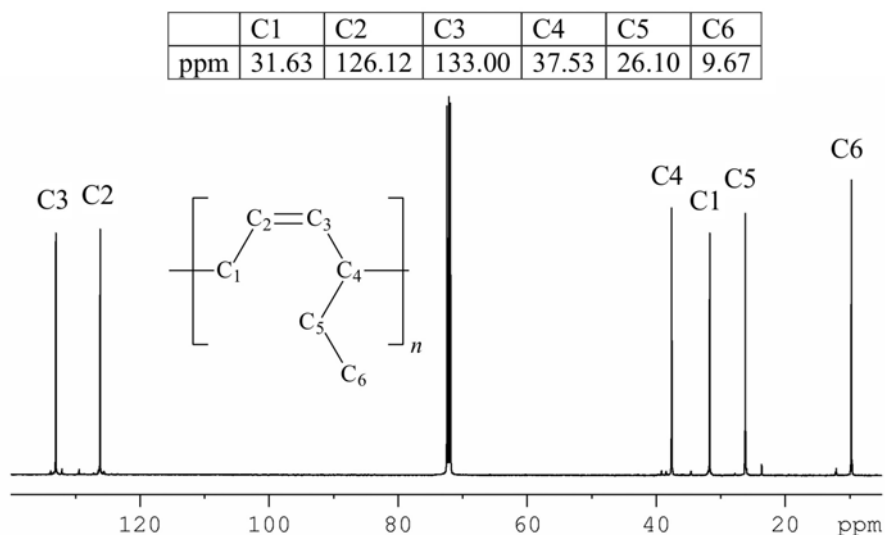 C1 C2 C3 C4 C5 C6
ppm 31.63 126.12 133.00 37.53 26.10 9.67
C6
C4 C5
C3 C2 C1
C2 C3
C1 C4
C5
n
C6
120 100 80 60 40 20 ppm